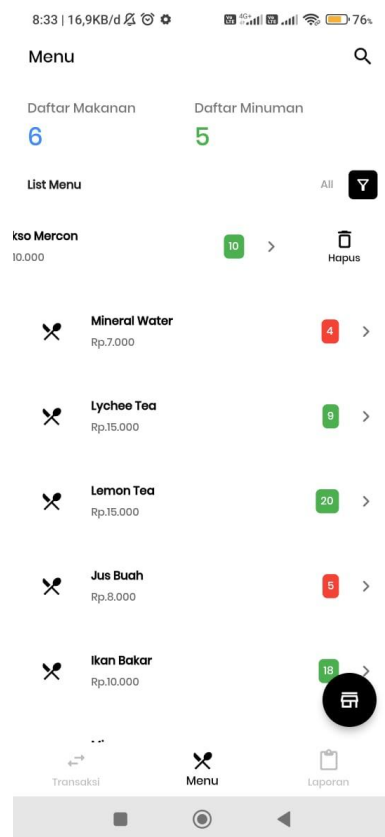 8:33 | 16,9KB/d 4G+ 76%
Menu
Daftar Makanan Daftar Minuman
6 5
List Menu All
kso Mercon 10
10.000 Hapus
Mineral Water 4
Rp.7.000
Lychee Tea 9
Rp.15.000
Lemon Tea 20
Rp.15.000
Jus Buah 5
Rp.8.000
Ikan Bakar 18
Rp.10.000
Transaksi Menu Laporan